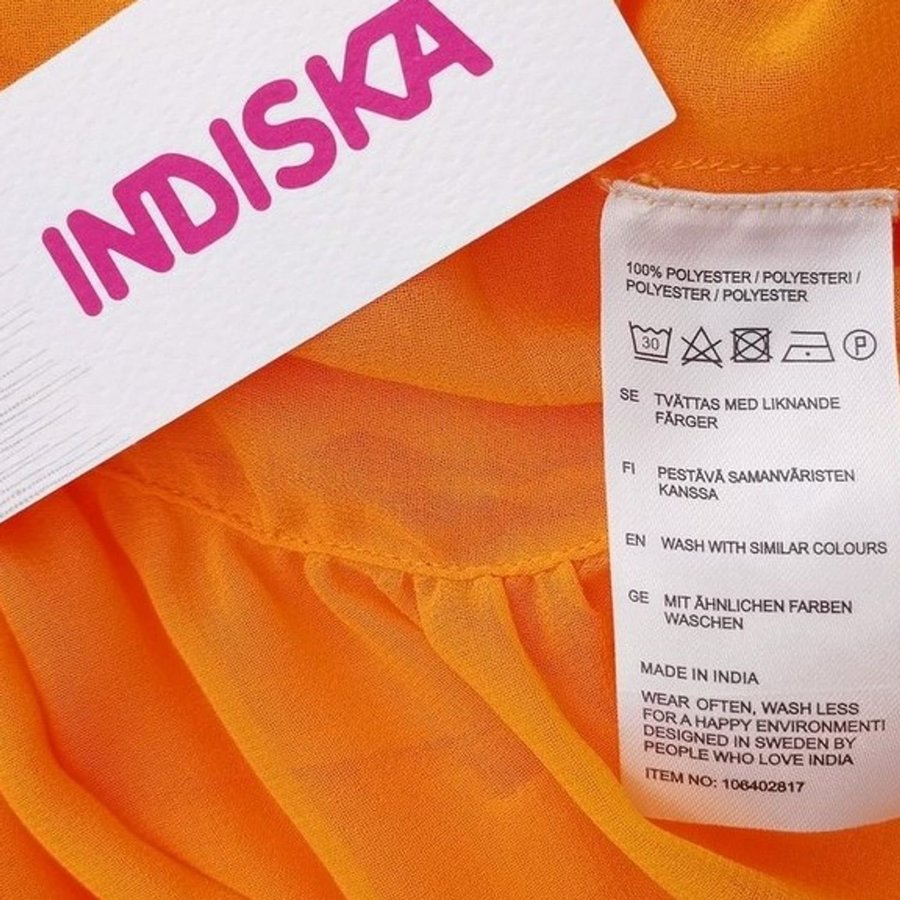 INDISKA
100% POLYESTER / POLYESTERI /
POLYESTER / POLYESTER
30 P
SE TVÄTTAS MED LIKNANDE
FÄRGER
FI PESTÄVÄ SAMANVÄRISTEN
KANSSA
EN WASH WITH SIMILAR COLOURS
GE MIT ÄHNLICHEN FARBEN
WASCHEN
MADE IN INDIA
WEAR OFTEN, WASH LESS
FOR A HAPPY ENVIRONMENT!
DESIGNED IN SWEDEN BY
PEOPLE WHO LOVE INDIA
ITEM NO: 106402817